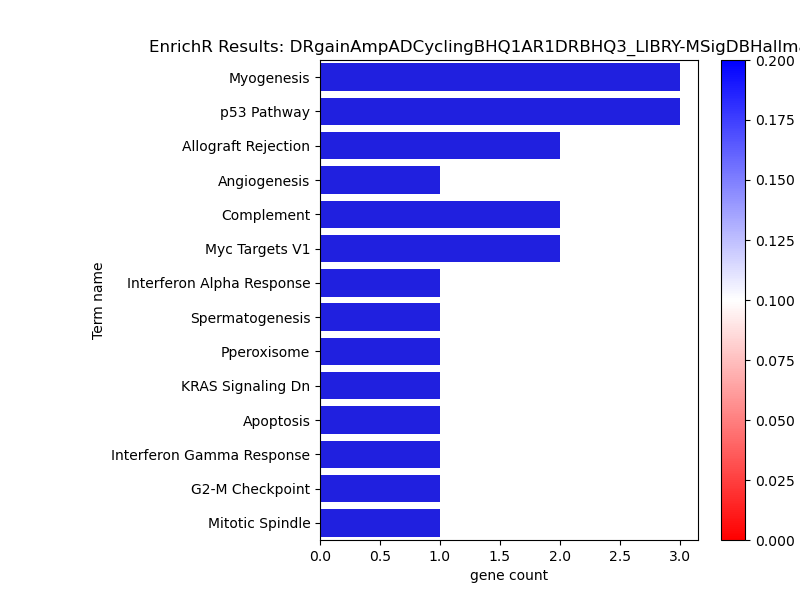 EnrichR Results: DRgainAmpADCyclingBHQ1AR1DRBHQ3_LIBRY-MSigDBHallma
Term name
Myogenesis
p53 Pathway
Allograft Rejection
Angiogenesis
Complement
Myc Targets V1
Interferon Alpha Response
Spermatogenesis
Pperoxisome
KRAS Signaling Dn
Apoptosis
Interferon Gamma Response
G2-M Checkpoint
Mitotic Spindle
0.0 0.5 1.0 1.5 2.0 2.5 3.0
gene count
0.200
0.175
0.150
0.125
0.100
0.075
0.050
0.025
0.000